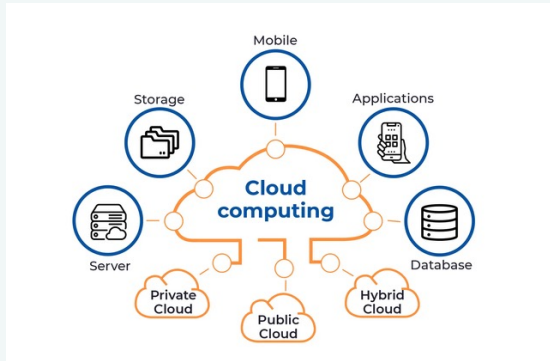 Mobile
Storage
Applications
Cloud
computing
Server
Database
Private
Cloud
Public
Cloud
Hybrid
Cloud